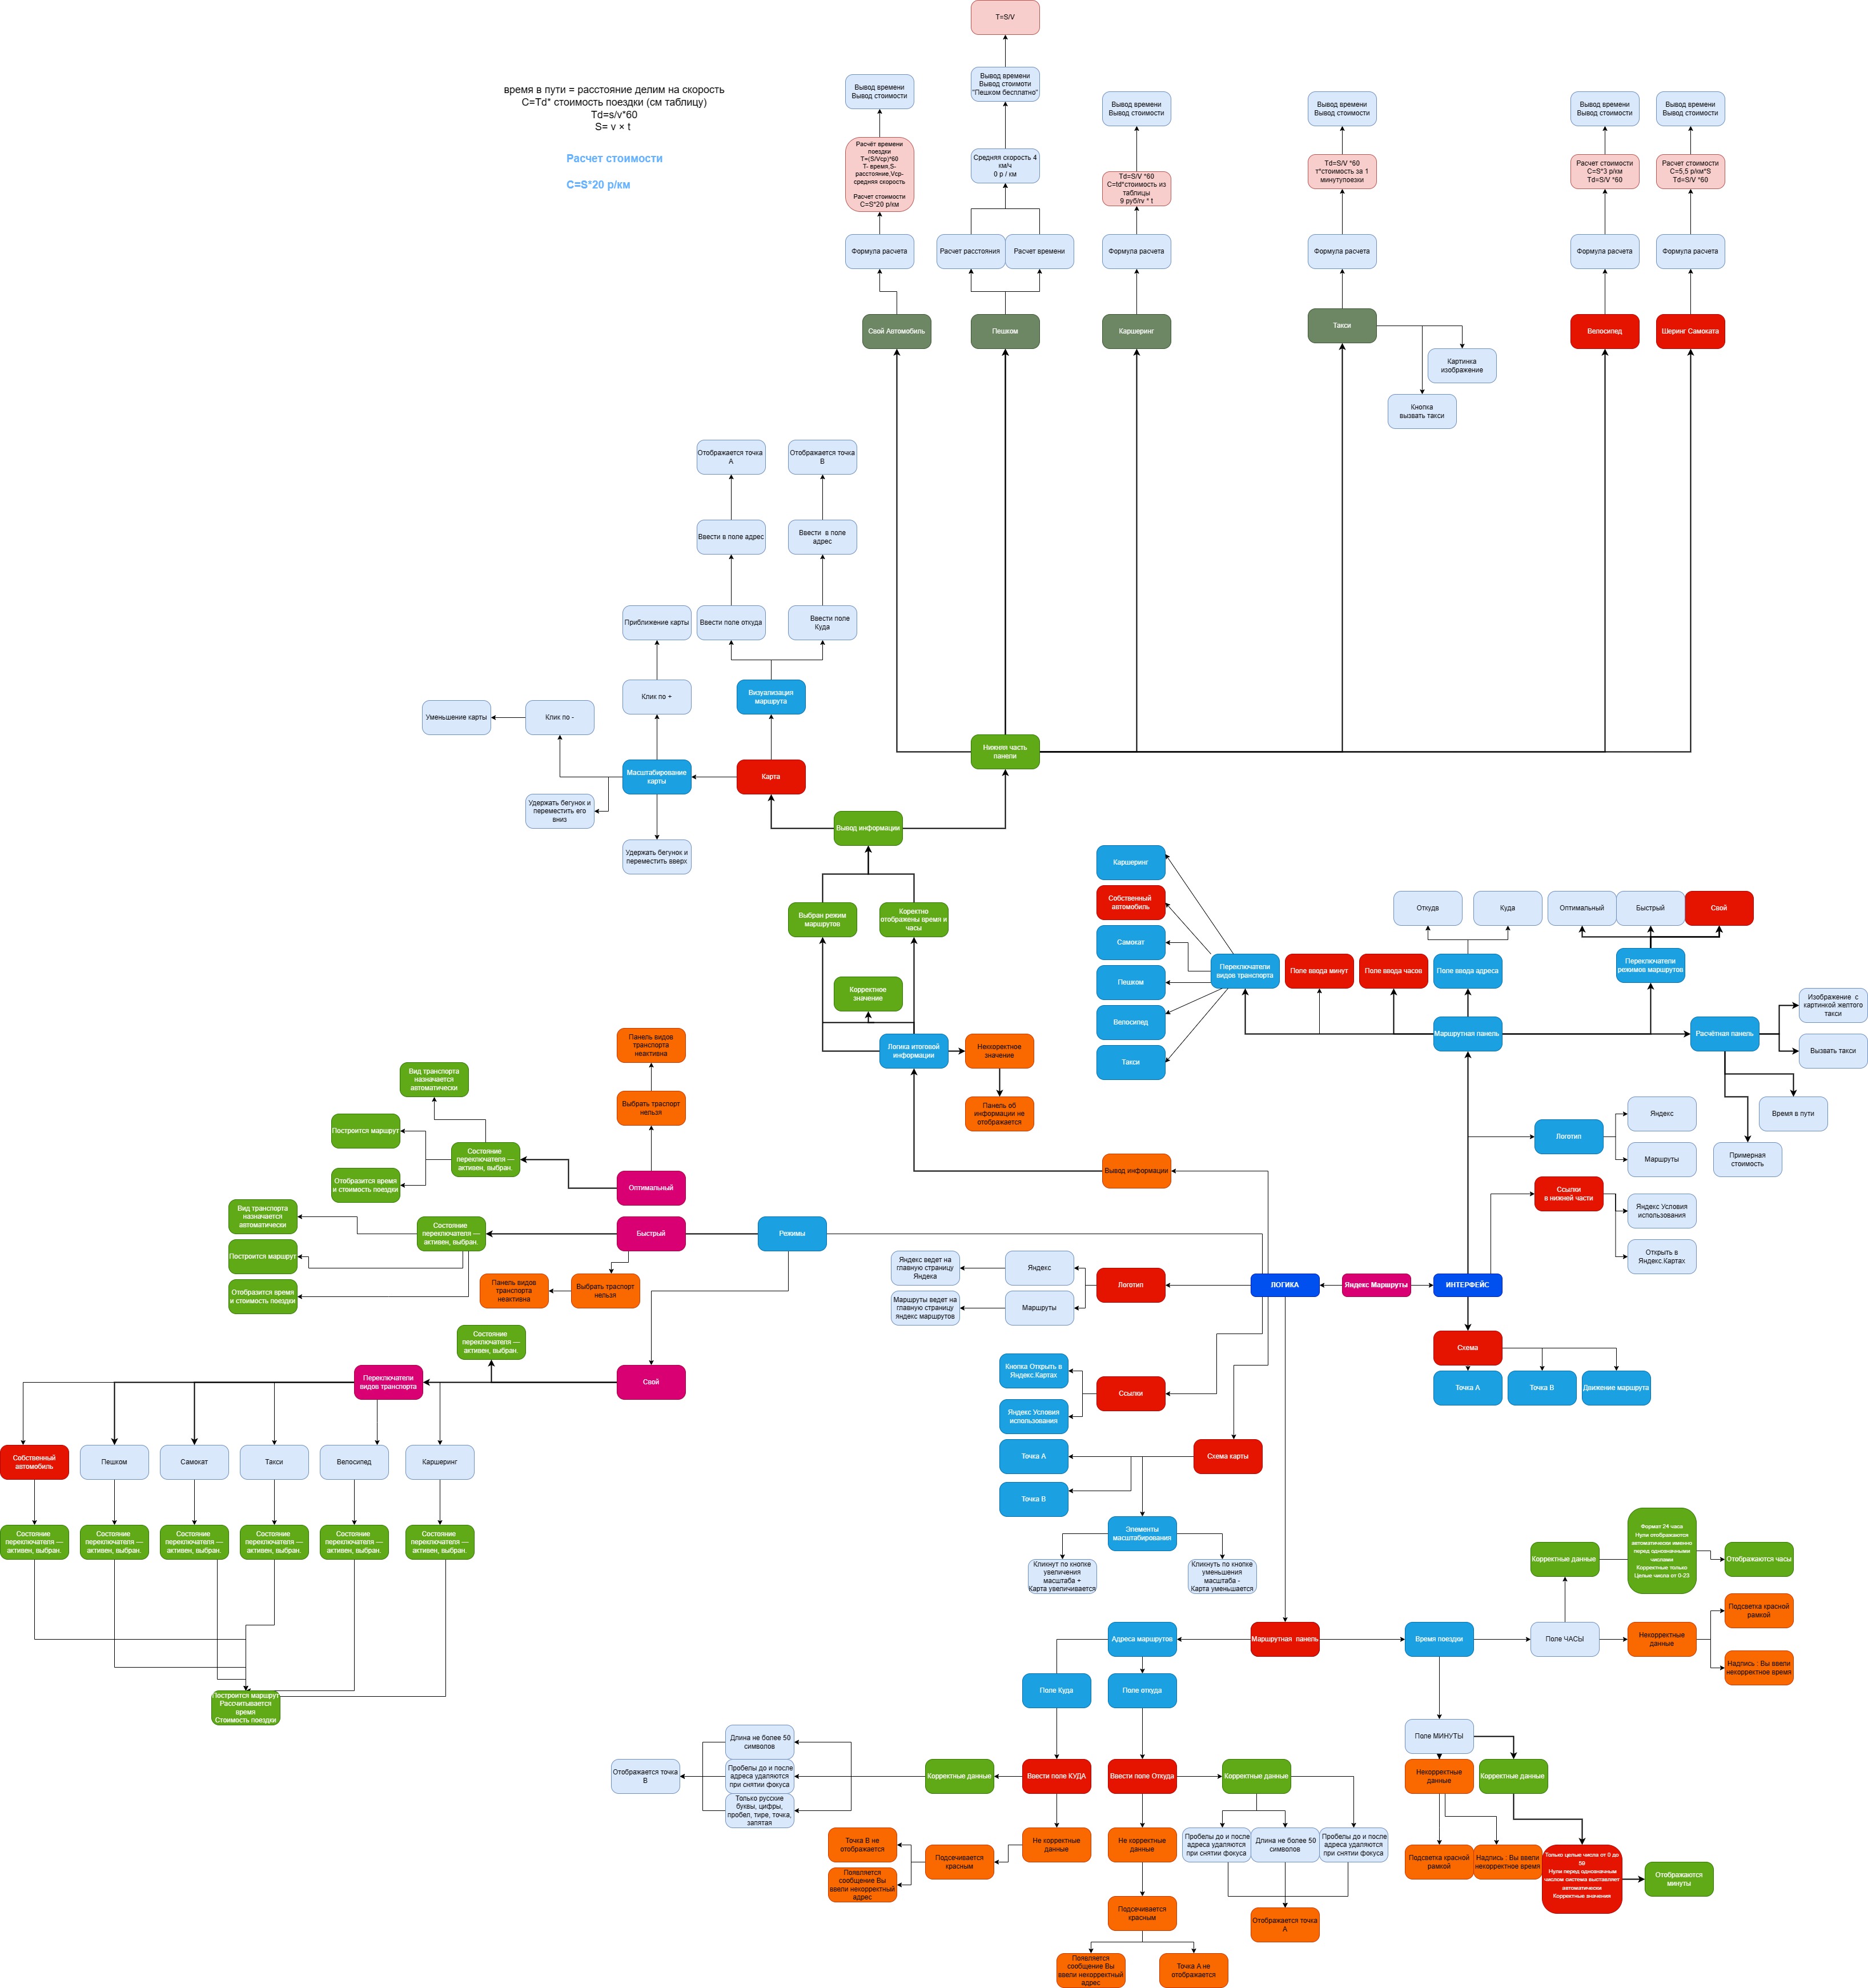 T=S/V
время в пути = расстояние делим на скорость
C=Td* стоимость поездки (см таблицу)
Td=s/v*60
S= v × t
Расчет стоимости
C=S*20 р/км
Вывод времени
Вывод стоимости
Вывод времени
Вывод стоимоти
"Пешком бесплатно"
Вывод времени
Вывод стоимости
Вывод времени
Вывод стоимости
Вывод времени
Вывод стоимости
Вывод времени
Вывод стоимости
Расчёт времени
поездки
T=(S/Vcp)*60
T- время,S-
расстояние,Vcp-
средняя скорость
Расчет стоимости
C=S*20 р/км
Средняя скорость 4
км/ч
0 р / км
Td=S/V *60
C=td*стоимость из
таблицы
9 руб/rv * t
Td=S/V *60
т*стоимость за 1
минутупоезки
Расчет стоимости
C=S*3 р/км
Td=S/V *60
Расчет стоимости
C=5,5 р/км*S
Td=S/V *60
Формула расчета
Расчет расстояния
Расчет времени
Формула расчета
Формула расчета
Формула расчета
Формула расчета
Свой Автомобиль
Пешком
Каршеринг
Такси
Велосипед
Шеринг Самоката
Картинка
изображение
Кнопка
вызвать такси
Отображается точка
A
Отображается точка
B
Ввести в поле адрес
Ввести в поле
адрес
Приближение карты
Ввести поле откуда
Ввести поле
Куда
Клик по +
Визуализация
маршрута
Уменьшение карты
Клик по -
Нижняя часть
панели
Масштабирование
карты
Карта
Удержать бегунок и
переместить его
вниз
Вывод информации
Удержать бегунок и
переместить вверх
Каршеринг
Собственный
автомобиль
Самокат
Пешком
Велосипед
Такси
Выбран режим
маршрутов
Коректно
отображены время и
часы
Откудв
Куда
Оптимальный
Быстрый
Свой
Переключатели
видов транспорта
Поле ввода минут
Поле ввода часов
Поле ввода адреса
Переключатели
режимов маршрутов
Корректное
значение
Изображение с
картинкой желтого
такси
Маршрутная панель
Расчётная панель
Вызвать такси
Логика итоговой
информации
Неккоректное
значение
Панель об
информации не
отображается
Панель видов
транспорта
неактивна
Вид транспорта
назначается
автоматически
Выбрать траспорт
нельзя
Построится маршрут
Состояние
переключателя —
активен, выбран.
Отобразится время
и стоимость поездки
Оптимальный
Яндекс
Время в пути
Логотип
Маршруты
Примерная
стоимость
Вывод информации
Ссылки
в нижней части
Яндекс Условия
использования
Открыть в
Яндекс.Картах
Вид транспорта
назначается
автоматически
Состояние
переключателя —
активен, выбран.
Быстрый
Режимы
Построится маршрут
Отобразится время
и стоимость поездки
Панель видов
транспорта
неактивна
Выбрать траспорт
нельзя
Яндекс ведет на
главную страницу
Яндека
Яндекс
Логотип
ЛОГИКА
Яндекс Маршруты
ИНТЕРФЕЙС
Маршруты ведет на
главную страницу
яндекс маршрутов
Маршруты
Состояние
переключателя —
активен, выбран.
Схема
Кнопка Открыть в
Яндекс.Картах
Переключатели
видов транспорта
Свой
Ссылки
Точка А
Точка В
Движение маршрута
Яндекс Условия
использования
Собственный
автомобиль
Пешком
Самокат
Такси
Велосипед
Каршеринг
Точка А
Схема карты
Точка В
Состояние
переключателя —
активен, выбран.
Состояние
переключателя —
активен, выбран.
Состояние
переключателя —
активен, выбран.
Состояние
переключателя —
активен, выбран.
Состояние
переключателя —
активен, выбран.
Состояние
переключателя —
активен, выбран.
Элементы
масштабирования
Кликнут по кнопке
увеличения
масштаба +
Карта увеличивается
Кликнуть по кнопке
уменьшения
масштаба -
Карта уменьшается
Корректные данные
Формат 24 часа
Нули отображаются
автоматически именно
перед однозначными
числами
Корректные только
Целые числа от 0-23
Отображаются часы
Подсветка красной
рамкой
Адреса маршрутов
Маршрутная панель
Время поездки
Поле ЧАСЫ
Некорректные
данные
Надпись : Вы ввели
некорректное время
Построится маршрут
Рассчитывается
время
Стоимость поездки
Поле Куда
Поле откуда
Поле МИНУТЫ
Длина не более 50
символов
Отображается точка
В
Пробелы до и после
адреса удаляются
при снятии фокуса
Только русские
буквы, цифры,
пробел, тире, точка,
запятая
Корректные данные
Ввести поле КУДА
Ввести поле Откуда
Корректные данные
Некорректные
данные
Корректные данные
Точка В не
отображается
Появляется
сообщение Вы
ввели некорректный
адрес
Подсечивается
красным
Не корректные
данные
Не корректные
данные
Пробелы до и после
адреса удаляются
при снятии фокуса
Длина не более 50
символов
Пробелы до и после
адреса удаляются
при снятии фокуса
Подсветка красной
рамкой
Надпись : Вы ввели
некорректное время
Только целые числа от 0 до
59
Нули перед однозначным
числом система выставляет
автоматически
Корректные значения
Отображаются
минуты
Подсечивается
красным
Отображается точка
А
Появляется
сообщение Вы
ввели некорректный
адрес
Точка А не
отображается